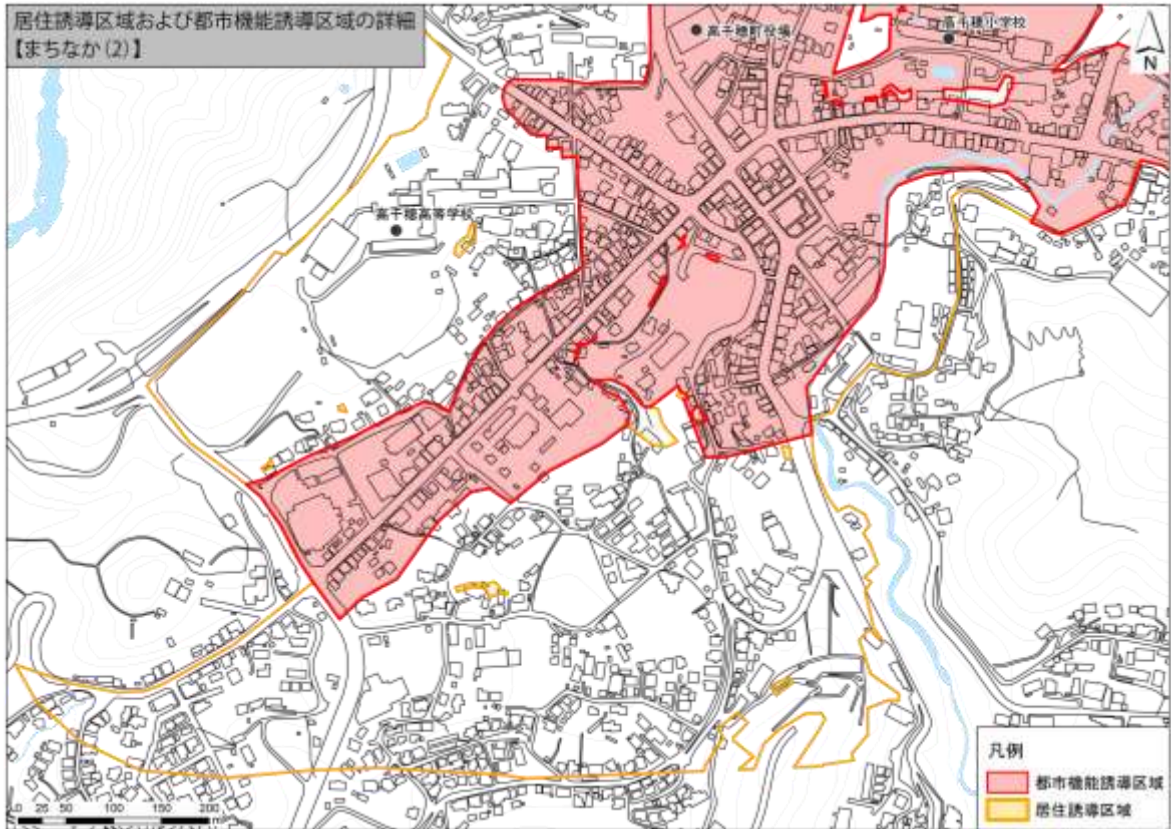 居住誘導区域および都市機能誘導区域の詳細
【まちなか（2）】
高千穂町役場
高千穂小学校
N
高千穂高等学校
凡例
都市機能誘導区域
居住誘導区域
0 25 50 100 150 200
m